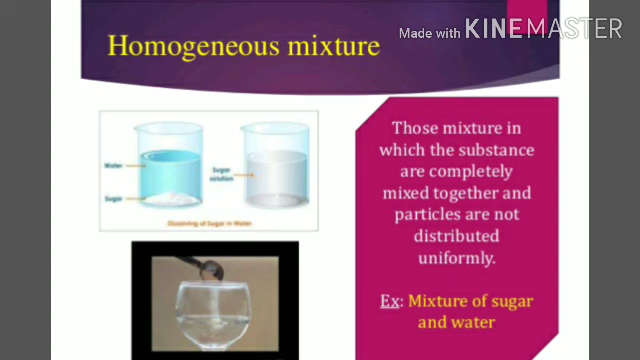 Homogeneous mixture
Made with KINEMASTER
Water
Sugar
Sugar
solution
Dissolving of Sugar in Water
Those mixture in
which the substance
are completely
mixed together and
particles are not
distributed
uniformly.
Ex: Mixture of sugar
and water